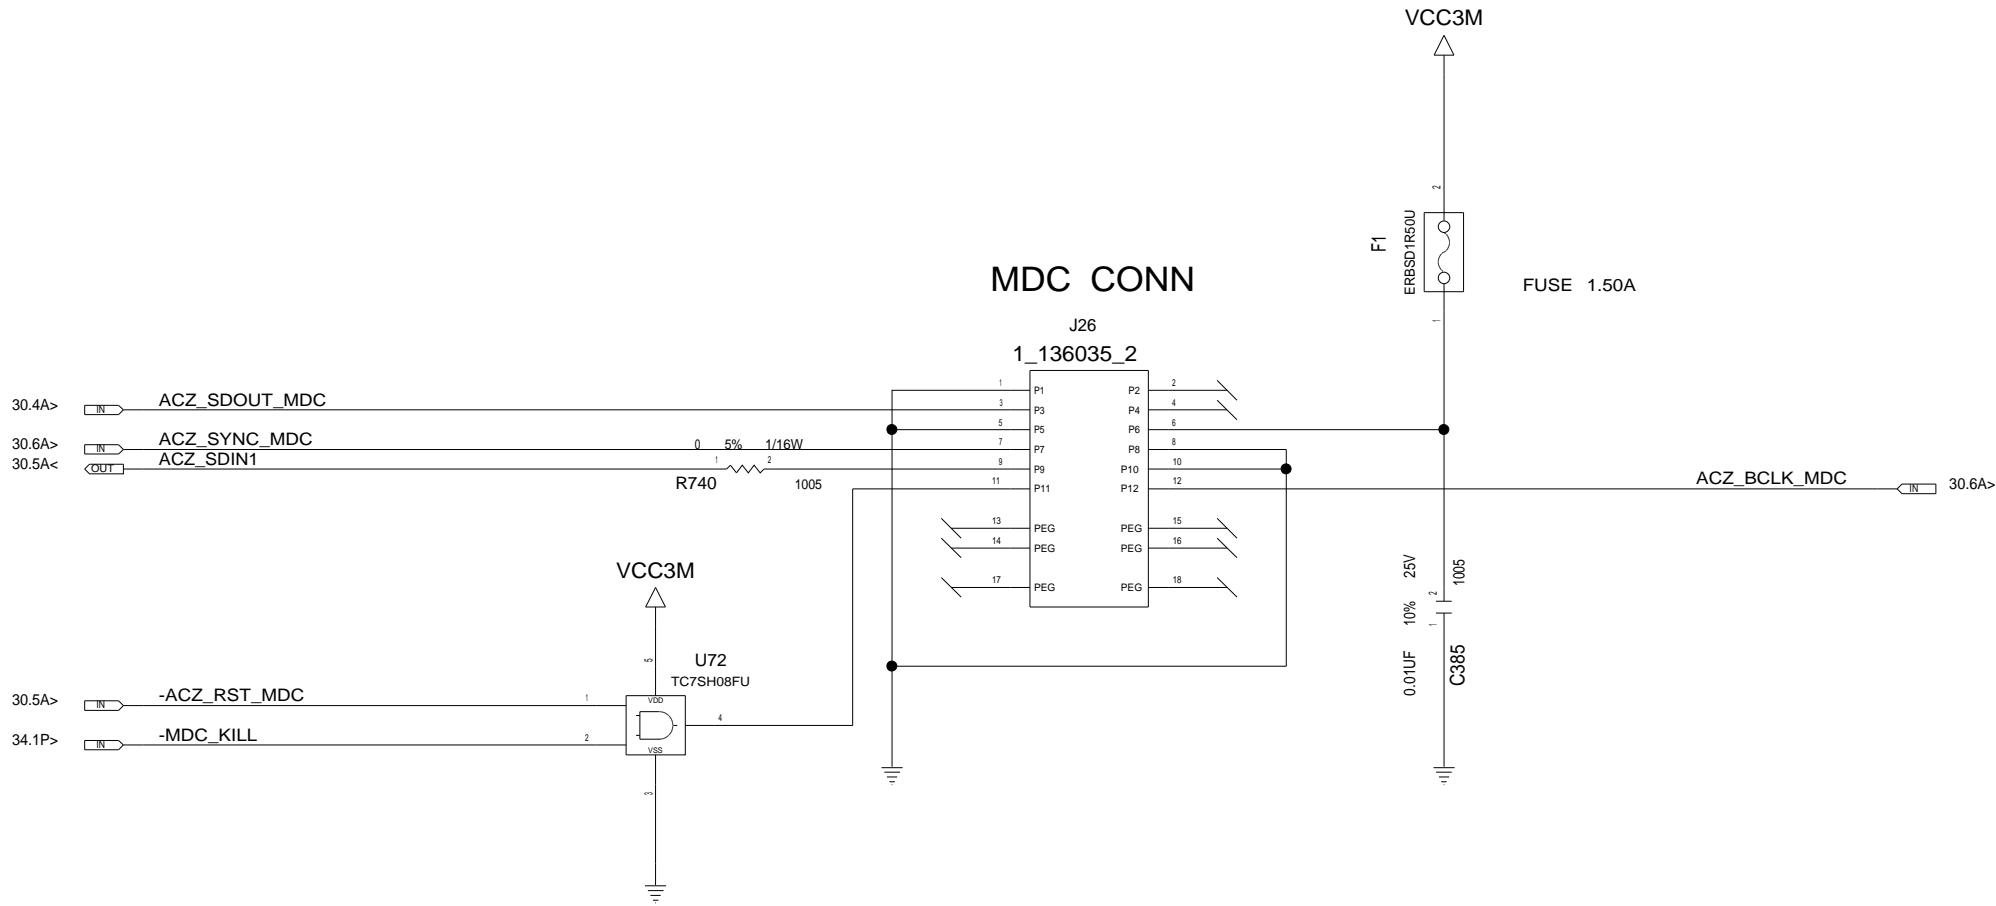 VCC3M
2
F1
ERBSD1R50U
FUSE 1.50A
1
MDC CONN
J26
1_136035_2
1 P1 P2 2
30.4A> IN ACZ_SDOUT_MDC 3 P3 P4 4
5 P5 P6 6
30.6A> IN ACZ_SYNC_MDC 0 5% 1/16W 7 P7 P8 8
30.5A< OUT ACZ_SDIN1 1 2 9 P9 P10 10
R740 1005 11 P11 P12 12 ACZ_BCLK_MDC IN 30.6A>
13 PEG PEG 15
14 PEG PEG 16
17 PEG PEG 18
0.01UF 10% 25V
2
1005
1
C385
VCC3M
5
U72
TC7SH08FU
30.5A> IN -ACZ_RST_MDC 1 VDD
4
34.1P> IN -MDC_KILL 2 VSS
3